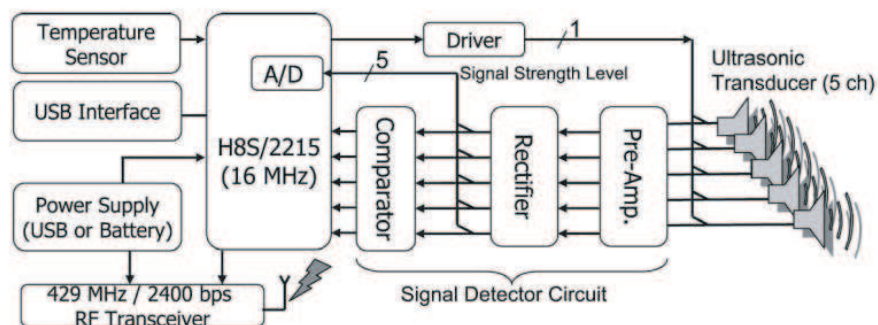 Temperature
Sensor
USB Interface
Power Supply
(USB or Battery)
429 MHz / 2400 bps
RF Transceiver
A/D
H8S/2215
(16 MHz)
Driver
1
5
Signal Strength Level
Comparator
Rectifier
Pre-Amp.
Signal Detector Circuit
Ultrasonic
Transducer (5 ch)